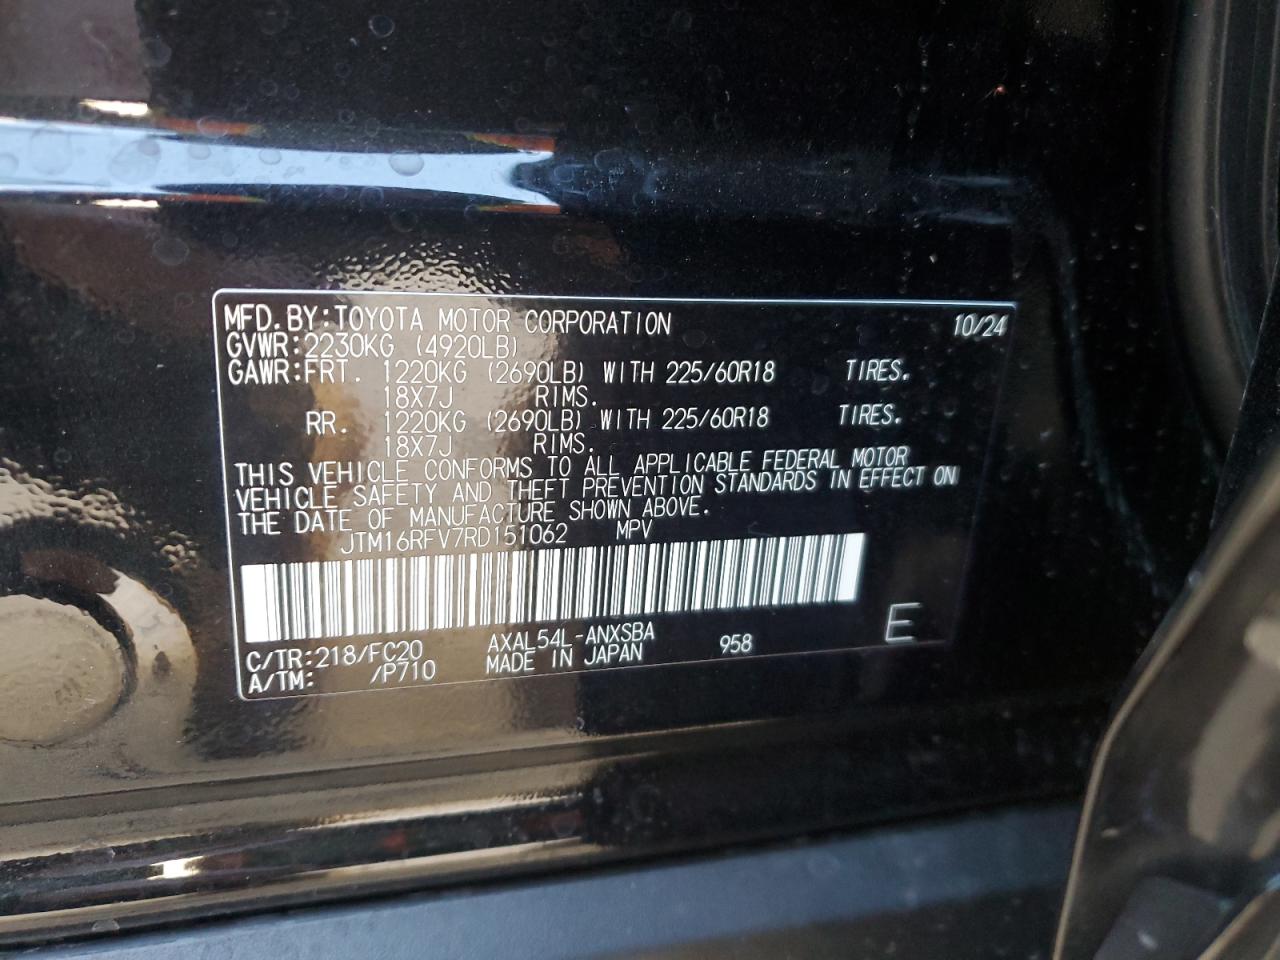 MFD.BY:TOYOTA MOTOR CORPORATION 10/24
GVWR:2230KG (4920LB)
GAWR:FRT. 1220KG (2690LB) WITH 225/60R18 TIRES.
18X7J RIMS.
RR. 1220KG (2690LB) WITH 225/60R18 TIRES.
18X7J RIMS.
THIS VEHICLE CONFORMS TO ALL APPLICABLE FEDERAL MOTOR
VEHICLE SAFETY AND THEFT PREVENTION STANDARDS IN EFFECT ON
THE DATE OF MANUFACTURE SHOWN ABOVE.
JTM16RFV7RD151062 MPV
C/TR:218/FC20 AXAL54L-ANXSBA 958 E
A/TM: /P710 MADE IN JAPAN